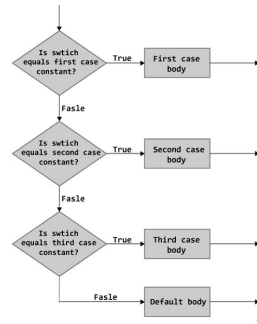 Is swtich
equals first case
constant?
True
First case
body
Fasle
Is swtich
equals second case
constant?
True
Second case
body
Fasle
Is swtich
equals third case
constant?
True
Third case
body
Fasle
Default body